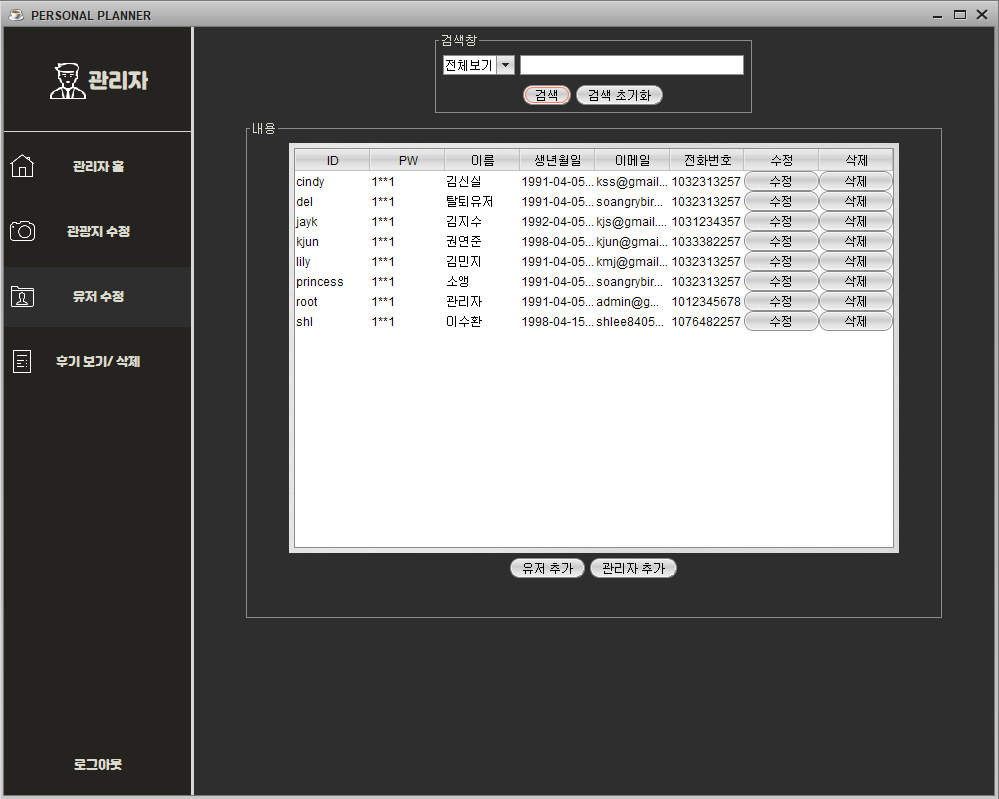 PERSONAL PLANNER
관리자
관리자 홈
관광지 수정
유저 수정
후기 보기/ 삭제
로그아웃
검색창
전체보기
검색 검색 초기화
내용
ID PW 이름 생년월일 이메일 전화번호 수정 삭제
cindy 1**1 김신실 1991-04-05... kss@gmail... 1032313257 수정 삭제
del 1**1 탈퇴유저 1991-04-05... soangrybir... 1032313257 수정 삭제
jayk 1**1 김지수 1992-04-05... kjs@gmail.... 1031234357 수정 삭제
kjun 1**1 권연준 1998-04-05... kjun@gmai... 1033382257 수정 삭제
lily 1**1 김민지 1991-04-05... kmj@gmail... 1032313257 수정 삭제
princess 1**1 소앵 1991-04-05... soangrybir... 1032313257 수정 삭제
root 1**1 관리자 1991-04-05... admin@g... 1012345678 수정 삭제
shl 1**1 이수환 1998-04-15... shlee8405... 1076482257 수정 삭제
유저 추가 관리자 추가